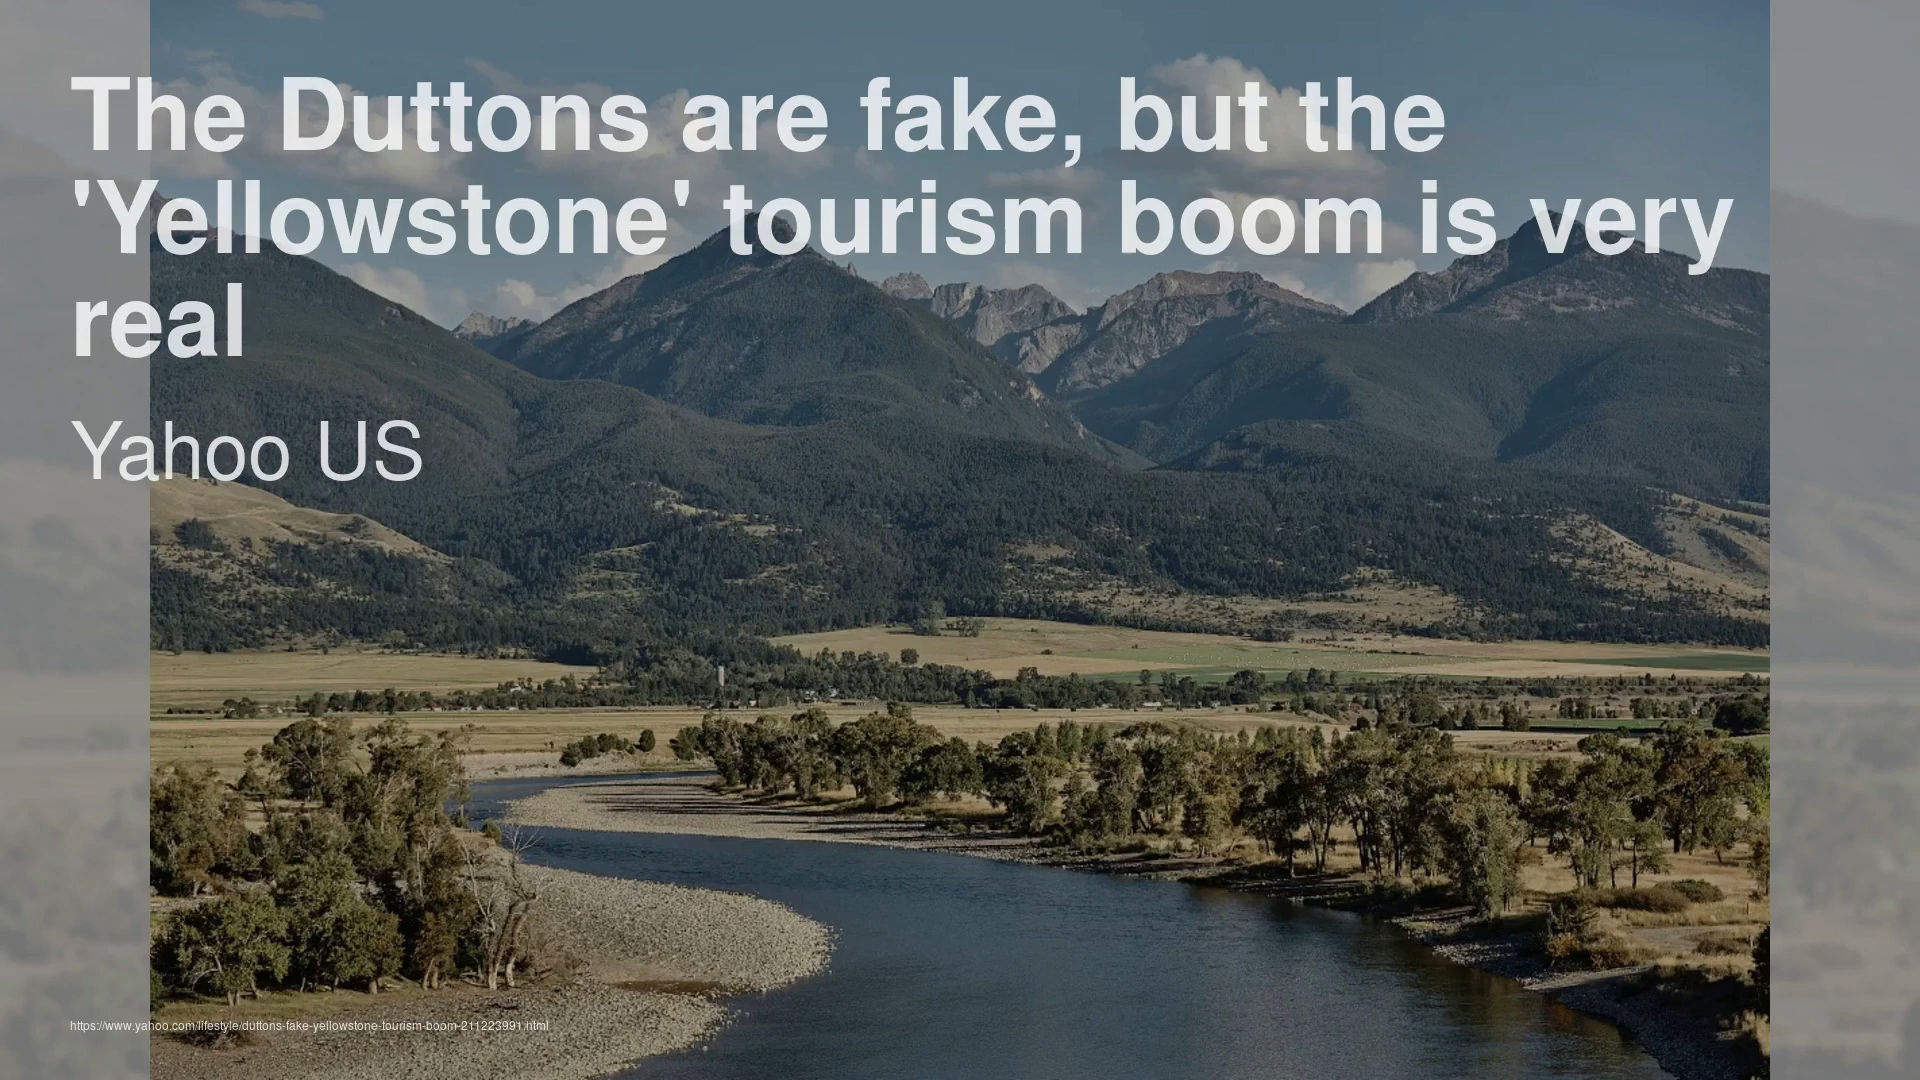 The Duttons are fake, but the
'Yellowstone' tourism boom is very
real
Yahoo US
https://www.yahoo.com/lifestyle/duttons-fake-yellowstone-tourism-boom-211223991.html